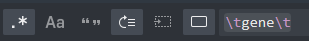 .* Aa “” \tgene\t